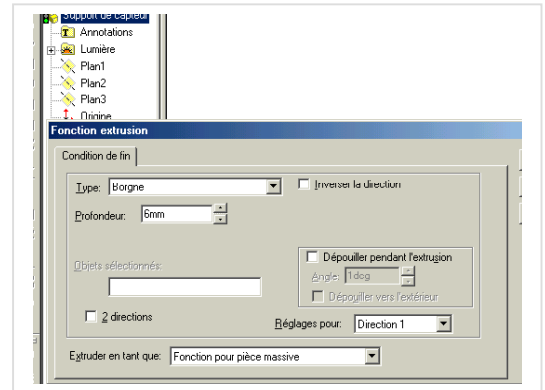 Support de capteur
Annotations
Lumière
Plan1
Plan2
Plan3
Origine
Fonction extrusion
Condition de fin
Type: Borgne
Inverser la direction
Profondeur: 6mm
Objets sélectionnés:
Dépouiller pendant l'extrusion
Angle: 1deg
Dépouiller vers l'extérieur
2 directions
Réglages pour: Direction 1
Extruder en tant que: Fonction pour pièce massive